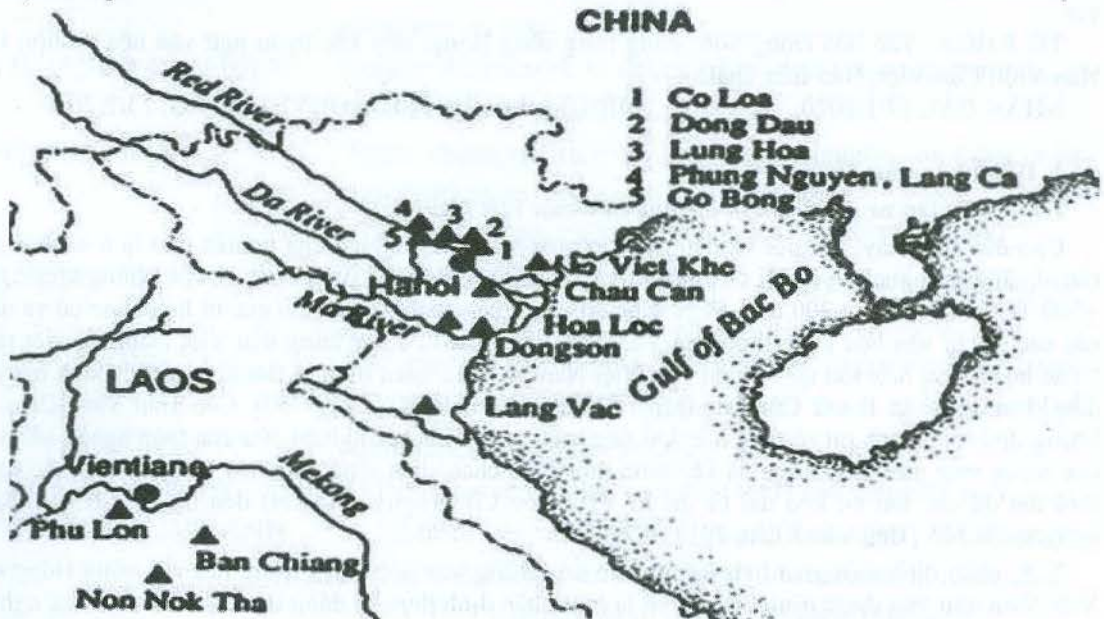 CHINA
Red River
1 Co Loa
2 Dong Dau
3 Lung Hoa
4 Phung Nguyen, Lang Ca
5 Go Bong
Da River
4 3 2
5 1
Viet Khe
Hanoi
Chau Can
Ma River
Hoa Loc
Dongson
Gulf of Bac Bo
LAOS
Lang Vac
Vientiane
Mekong
Phu Lon
Ban Chiang
Non Nok Tha